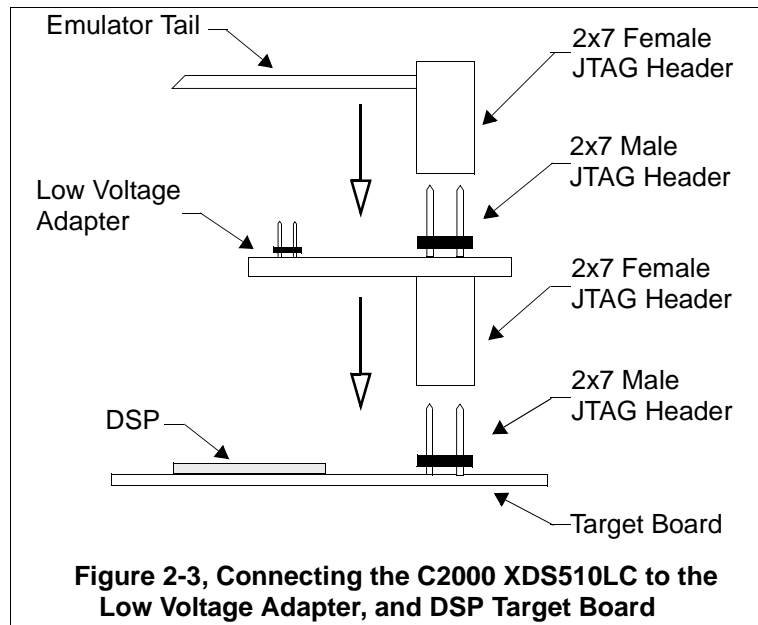 Emulator Tail
2x7 Female
JTAG Header
2x7 Male
JTAG Header
Low Voltage
Adapter
2x7 Female
JTAG Header
2x7 Male
JTAG Header
DSP
Target Board
Figure 2-3, Connecting the C2000 XDS510LC to the
Low Voltage Adapter, and DSP Target Board